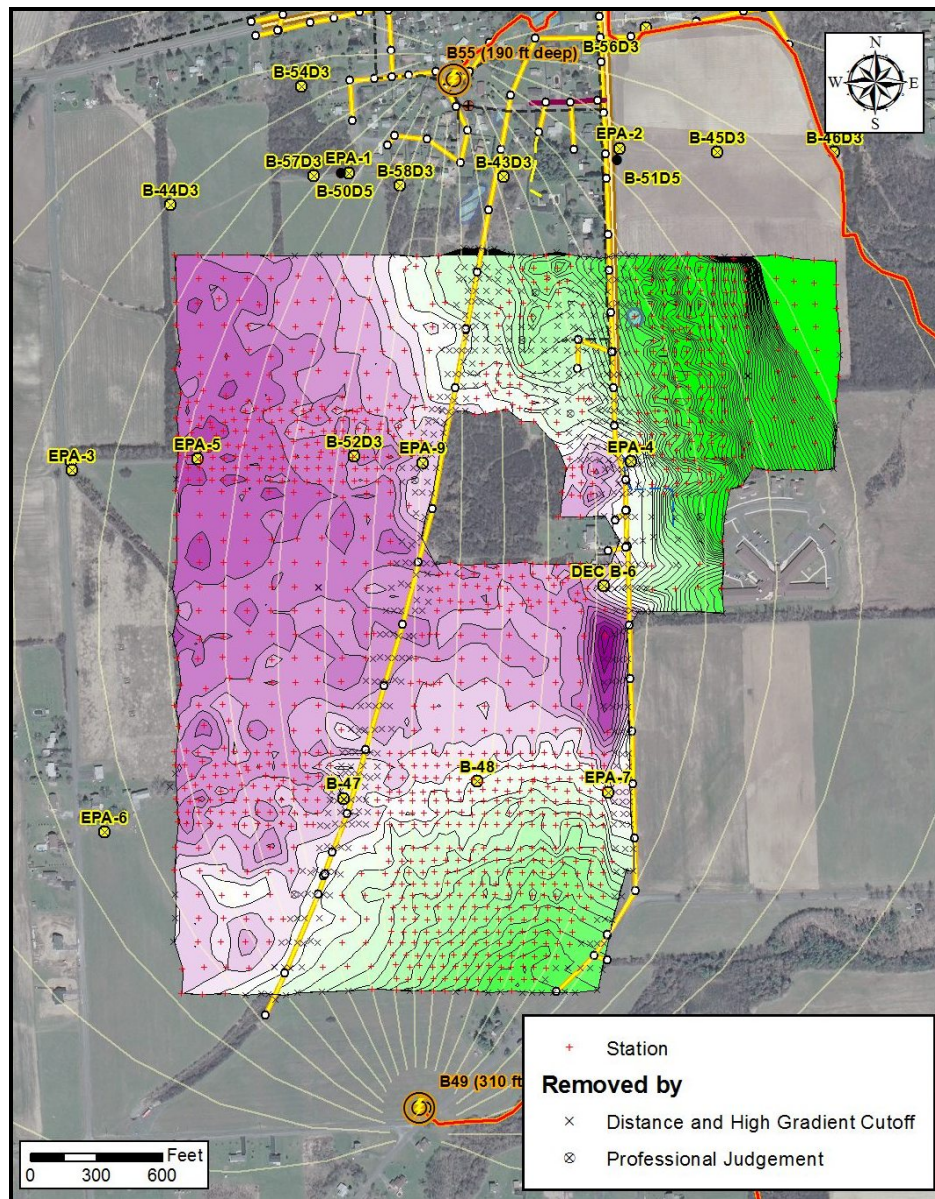 B55 (190 ft deep)
B-56D3
N
W
E
S
B-54D3
EPA-2
B-45D3
B-46D3
B-57D3
EPA-1
B-58D3
B-43D3
B-44D3
B-50D5
B-51D5
EPA-3
EPA-5
B-52D3
EPA-9
EPA-4
DEC B-6
B-48
B-47
EPA-7
EPA-6
B49 (310 ft
Station
Removed by
Distance and High Gradient Cutoff
Professional Judgement
Feet
0 300 600